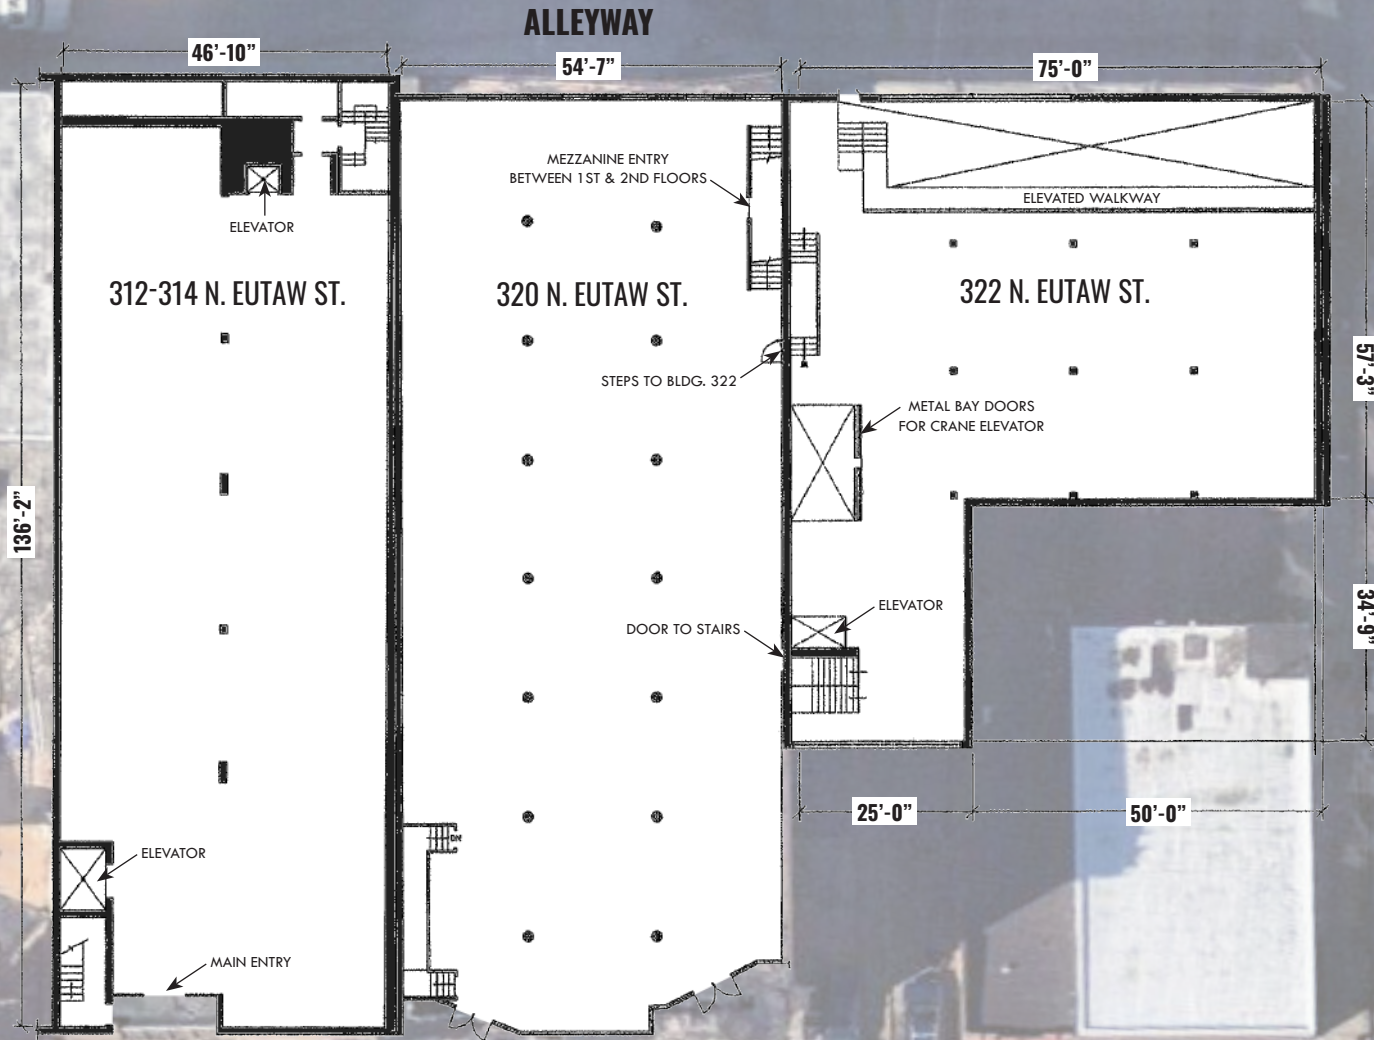 ALLEYWAY
46’-10”
54’-7”
75’-0”
MEZZANINE ENTRY
BETWEEN 1ST & 2ND FLOORS
ELEVATED WALKWAY
ELEVATOR
312-314 N. EUTAW ST.
320 N. EUTAW ST.
322 N. EUTAW ST.
57’-3”
STEPS TO BLDG. 322
METAL BAY DOORS
FOR CRANE ELEVATOR
136’-2”
ELEVATOR
34’-9”
DOOR TO STAIRS
25’-0”
50’-0”
DN
ELEVATOR
MAIN ENTRY